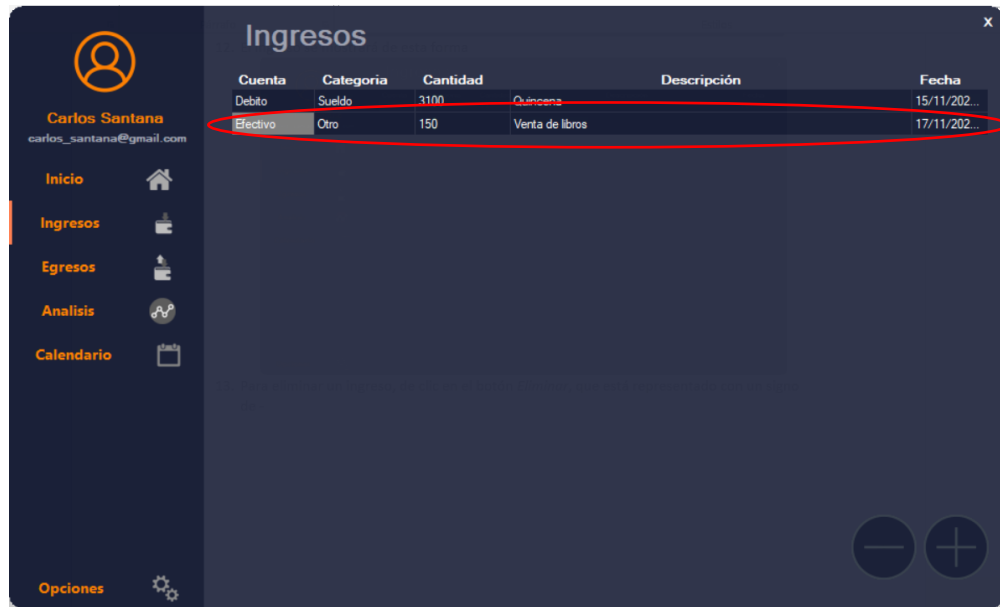 x
Ingresos
Cuenta Categoria Cantidad Descripción Fecha
Debito Sueldo 3100 Quincena 15/11/202...
Efectivo Otro 150 Venta de libros 17/11/202...
Carlos Santana
carlos_santana@gmail.com
Inicio
Ingresos
Egresos
Analisis
Calendario
Opciones